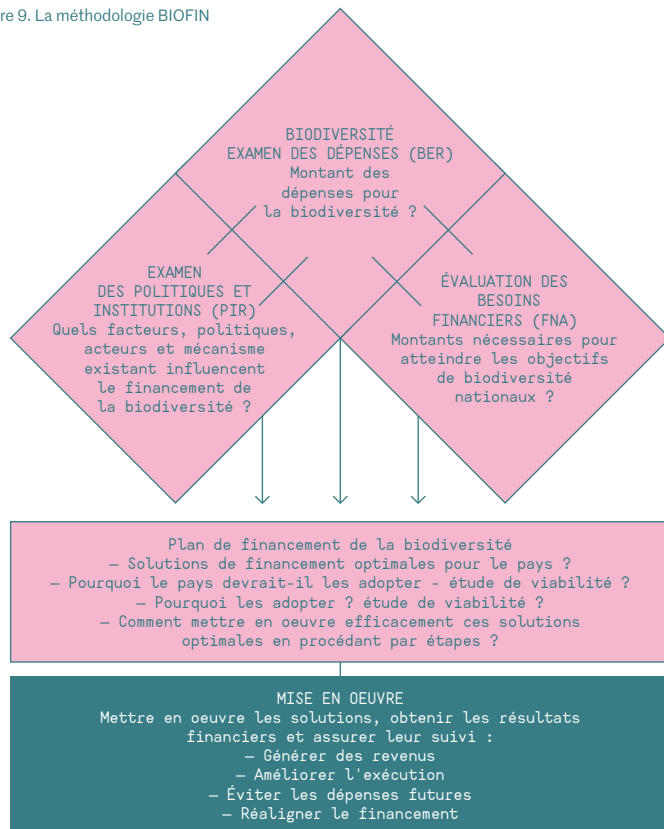 re 9. La méthodologie BIOFIN
BIODIVERSITÉ
EXAMEN DES DÉPENSES (BER)
Montant des
dépenses pour
la biodiversité ?
EXAMEN
DES POLITIQUES ET
INSTITUTIONS (PIR)
Quels facteurs, politiques,
acteurs et mécanisme
existant influencent
le financement de
la biodiversité ?
ÉVALUATION DES
BESOINS
FINANCIERS (FNA)
Montants nécessaires pour
atteindre les objectifs
de biodiversité
nationaux ?
Plan de financement de la biodiversité
— Solutions de financement optimales pour le pays ?
— Pourquoi le pays devrait-il les adopter - étude de viabilité ?
— Pourquoi les adopter ? étude de viabilité ?
— Comment mettre en oeuvre efficacement ces solutions
optimales en procédant par étapes ?
MISE EN OEUVRE
Mettre en oeuvre les solutions, obtenir les résultats
financiers et assurer leur suivi :
— Générer des revenus
— Améliorer l'exécution
— Éviter les dépenses futures
— Réaligner le financement